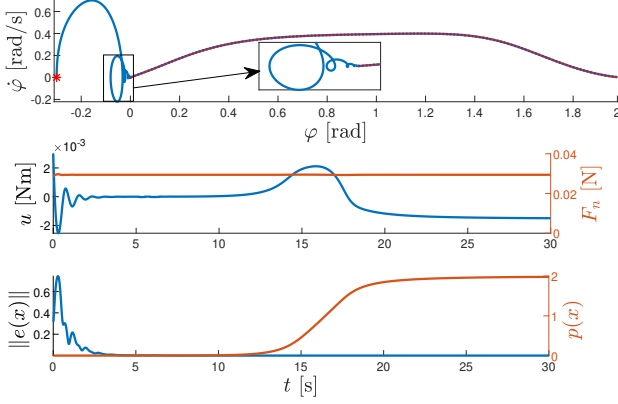 0.6
0.4
0.2
0
-0.2
φ̇ [rad/s]
-0.2 0 0.2 0.4 0.6 0.8 1 1.2 1.4 1.6 1.8 2
φ [rad]
×10⁻³
2
0
-2
u [Nm]
0.04
0.02
0
Fₙ [N]
0 5 10 15 20 25 30
0.6
0.4
0.2
||e(x)||
2
1
0
p(x)
0 5 10 15 20 25 30
t [s]